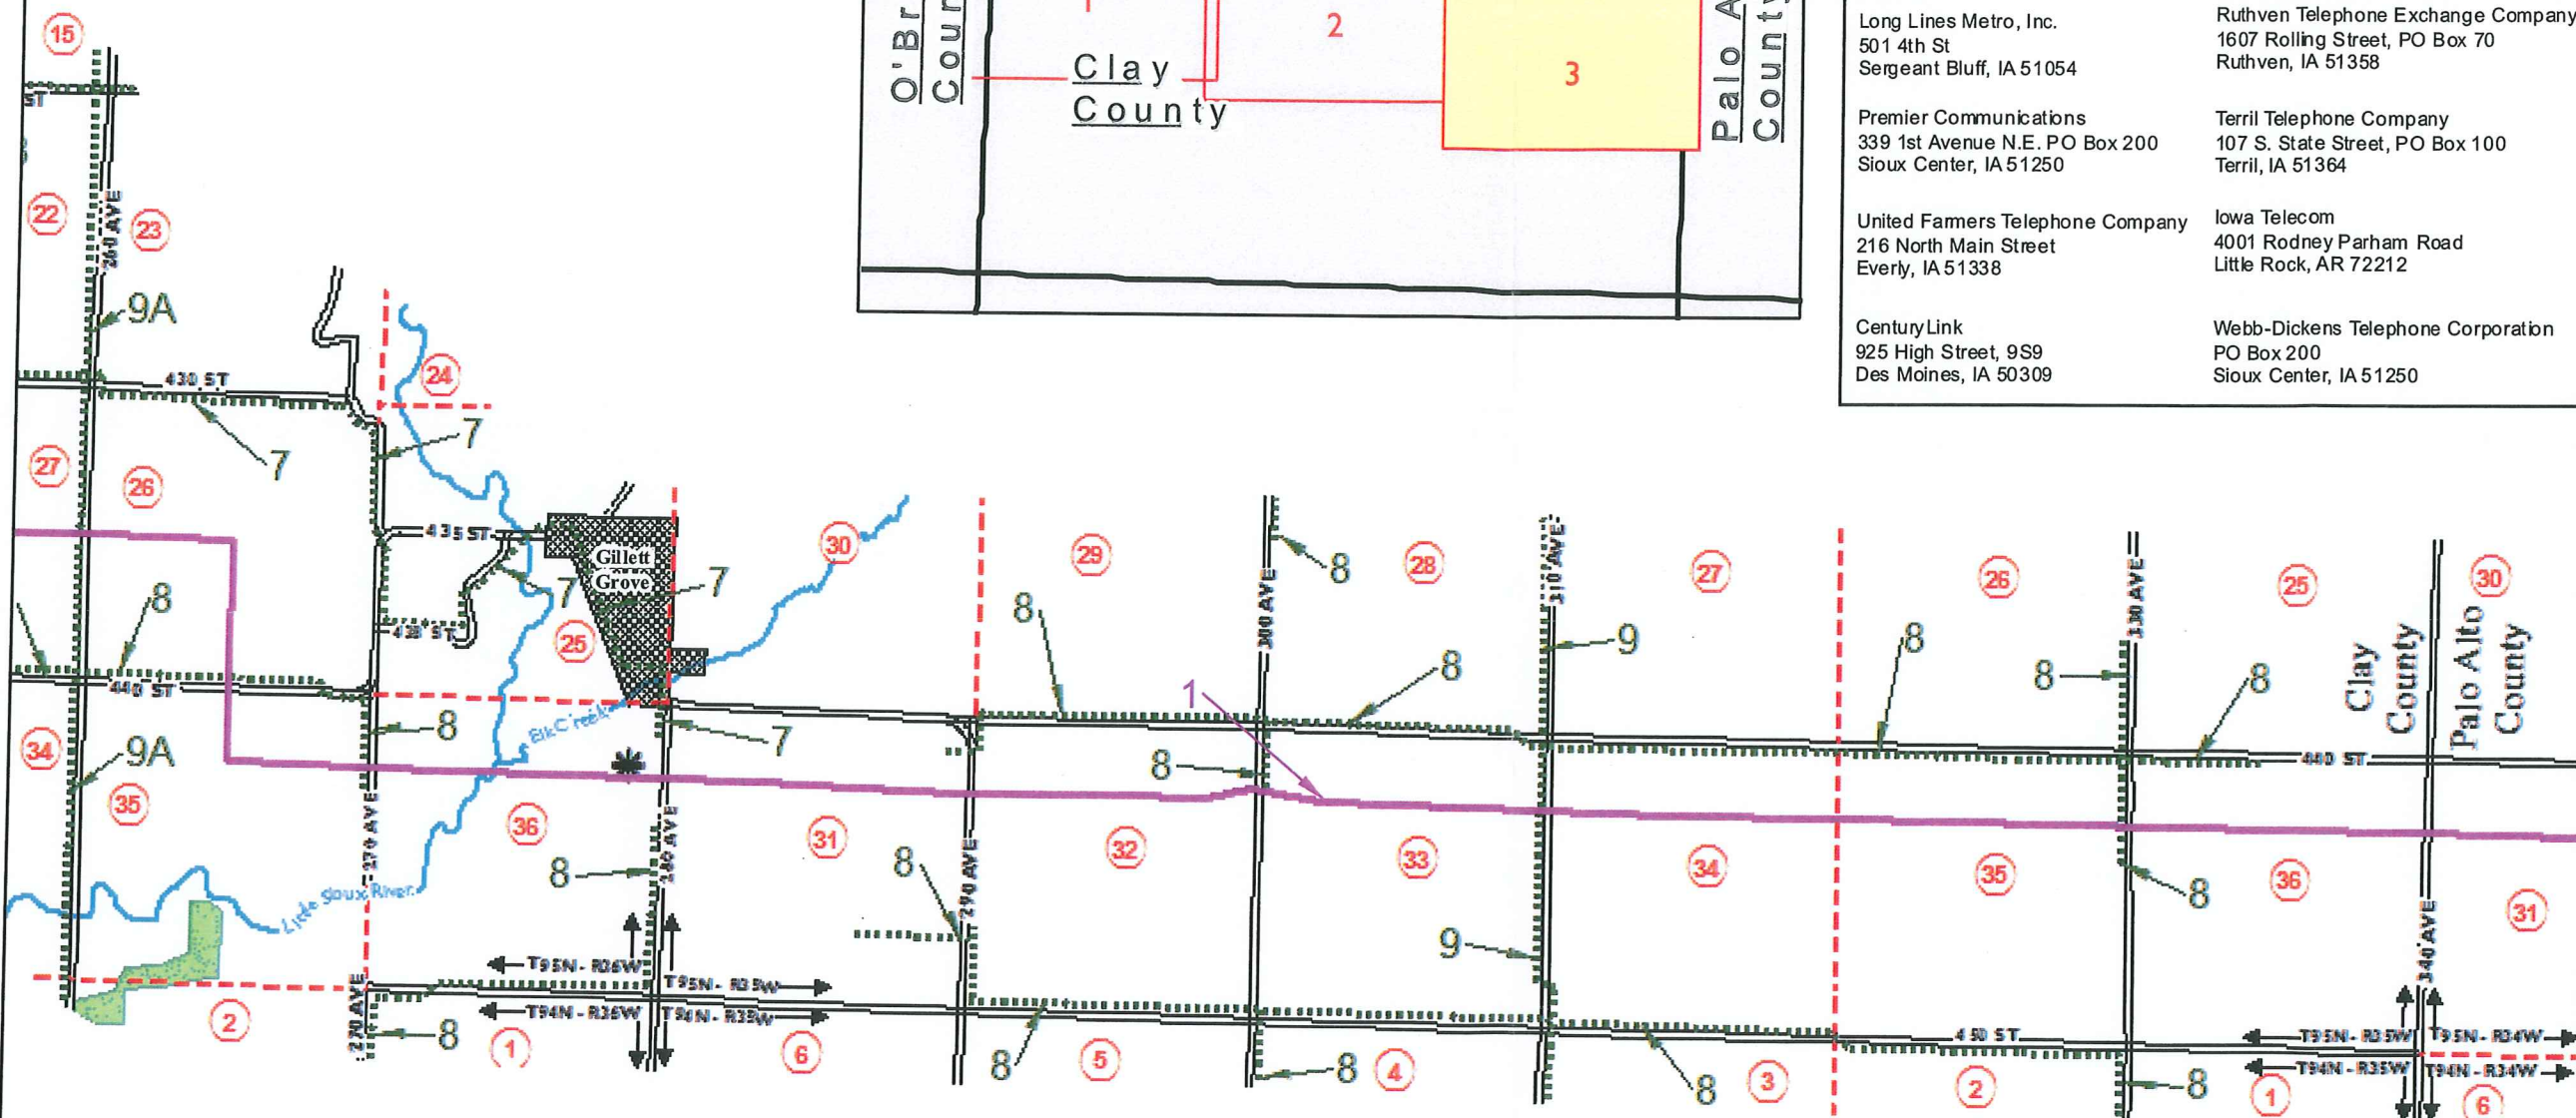 O'Br
Coun
1
2
3
Clay
County
Palo A
County
Long Lines Metro, Inc.
501 4th St
Sergeant Bluff, IA 51054
Ruthven Telephone Exchange Company
1607 Rolling Street, PO Box 70
Ruthven, IA 51358
Premier Communications
339 1st Avenue N.E. PO Box 200
Sioux Center, IA 51250
Terril Telephone Company
107 S. State Street, PO Box 100
Terril, IA 51364
United Farmers Telephone Company
216 North Main Street
Everly, IA 51338
Iowa Telecom
4001 Rodney Parham Road
Little Rock, AR 72212
CenturyLink
925 High Street, 9S9
Des Moines, IA 50309
Webb-Dickens Telephone Corporation
PO Box 200
Sioux Center, IA 51250
15
ST
22
260 AVE
23
9A
430 ST
24
7
7
27
26
435 ST
Gillett
Grove
30
29
8
28
310 AVE
27
26
25
30
8
7
7
438 ST
25
8
300 AVE
9
8
8
330 AVE
8
Clay
County
Palo Alto
County
440 ST
8
1
8
34
9A
8
Elk Creek
7
8
440 ST
35
270 AVE
36
280 AVE
31
32
33
34
35
36
31
8
8
290 AVE
8
Little Sioux River
9
340 AVE
T95N - R36W
T95N - R35W
T94N - R36W
T94N - R35W
450 ST
T95N - R35W
T95N - R34W
T94N - R35W
T94N - R34W
2
270 AVE
8
1
6
8
5
8
4
8
3
2
8
1
6